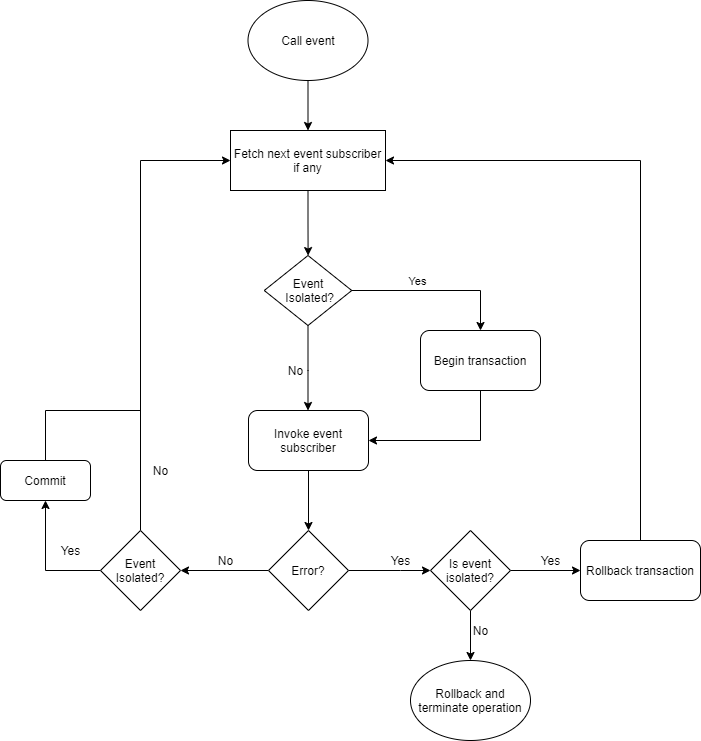 Call event
Fetch next event subscriber
if any
Event
Isolated?
Yes
Begin transaction
No
Invoke event
subscriber
Commit
No
Yes
Event
Isolated?
No
Error?
Yes
Is event
isolated?
Yes
Rollback transaction
No
Rollback and
terminate operation